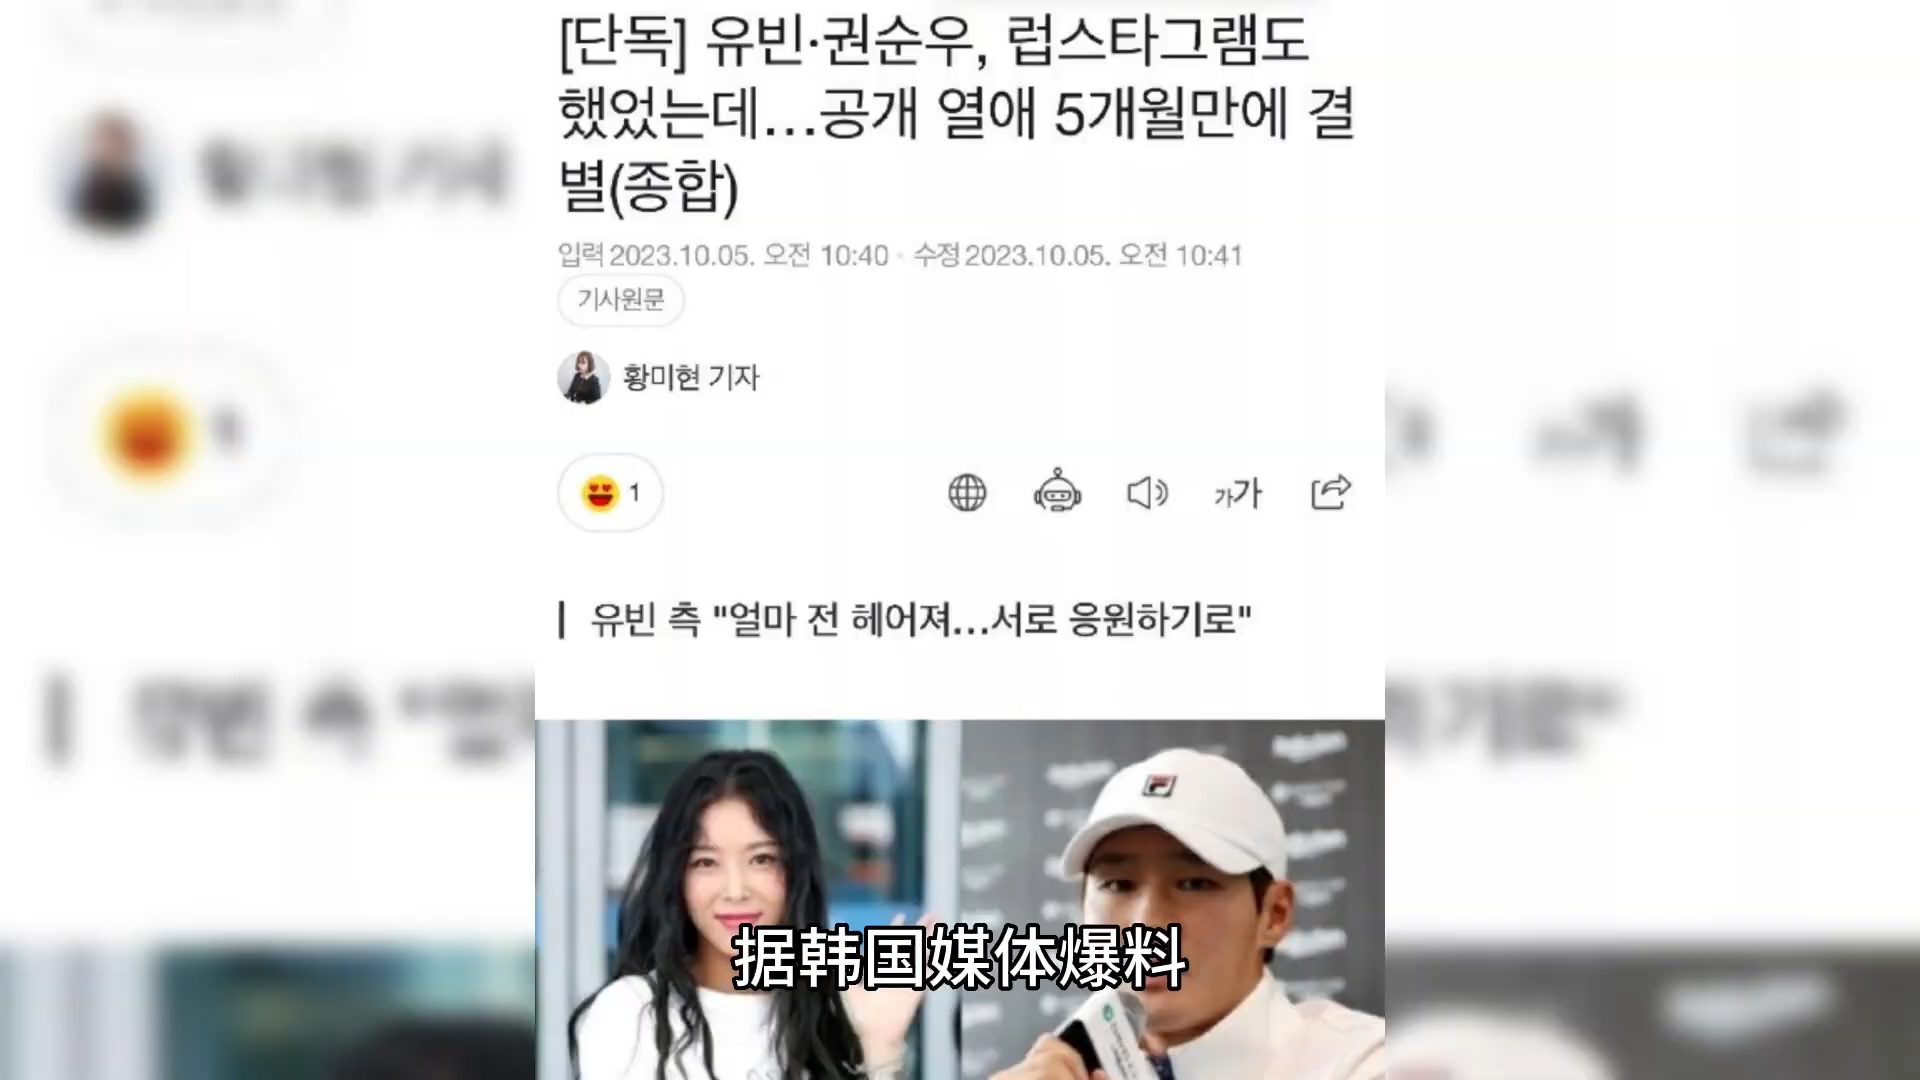 [단독] 유빈·권순우, 럽스타그램도
했었는데...공개 열애 5개월만에 결
별(종합)
입력 2023.10.05. 오전 10:40 · 수정 2023.10.05. 오전 10:41
기사원문
황미현 기자
1
가가
유빈 측 "얼마 전 헤어져...서로 응원하기로"
据韩国媒体爆料